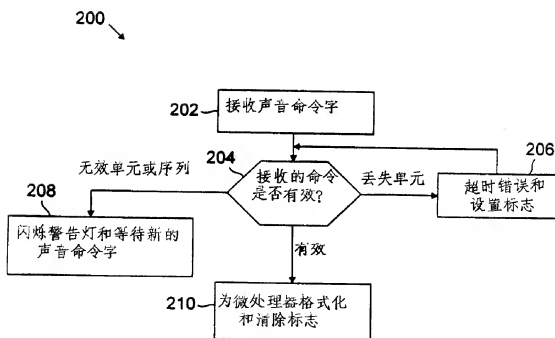 200
202
接收声音命令字
206
204
无效单元或序列
接收的命令
是否有效?
丢失单元
超时错误和
设置标志
208
闪烁警告灯和等待新的
声音命令字
有效
210
为微处理器格式化
和清除标志